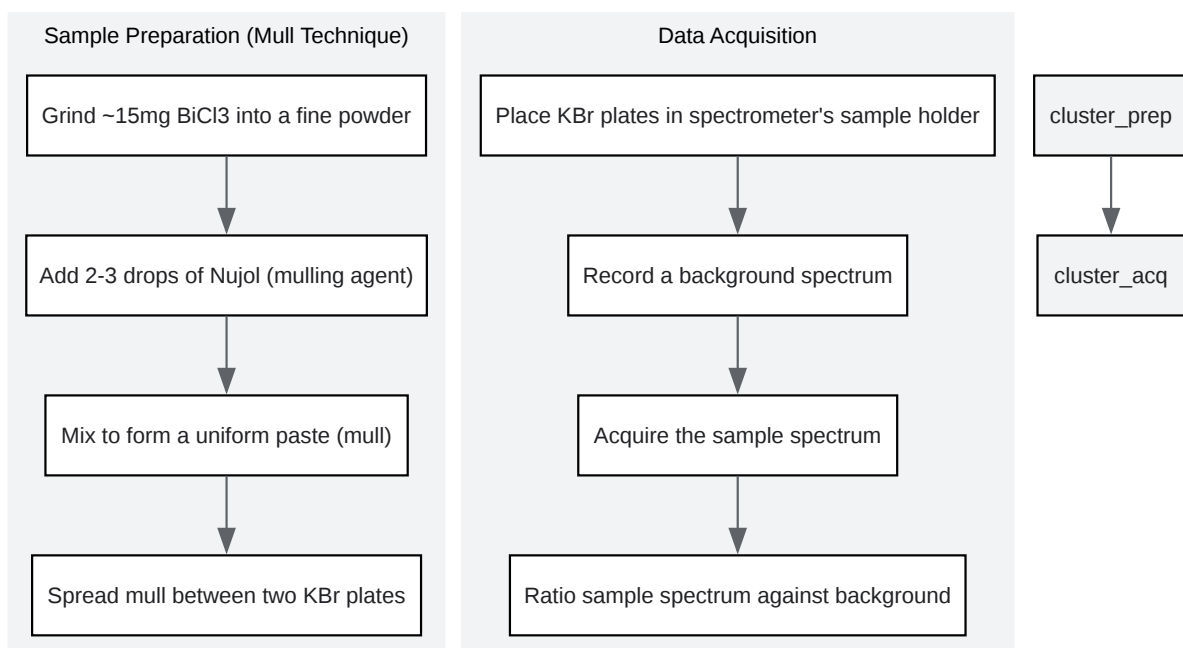 Sample Preparation (Mull Technique)
Grind ~15mg BiCl3 into a fine powder
Add 2-3 drops of Nujol (mulling agent)
Mix to form a uniform paste (mull)
Spread mull between two KBr plates
Data Acquisition
Place KBr plates in spectrometer's sample holder
Record a background spectrum
Acquire the sample spectrum
Ratio sample spectrum against background
cluster_prep
cluster_acq